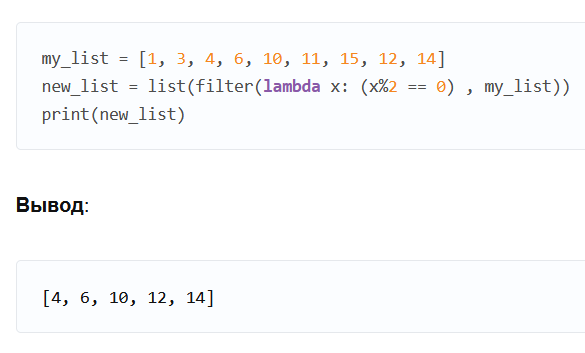 my_list = [1, 3, 4, 6, 10, 11, 15, 12, 14]
new_list = list(filter(lambda x: (x%2 == 0) , my_list))
print(new_list)
Вывод:
[4, 6, 10, 12, 14]